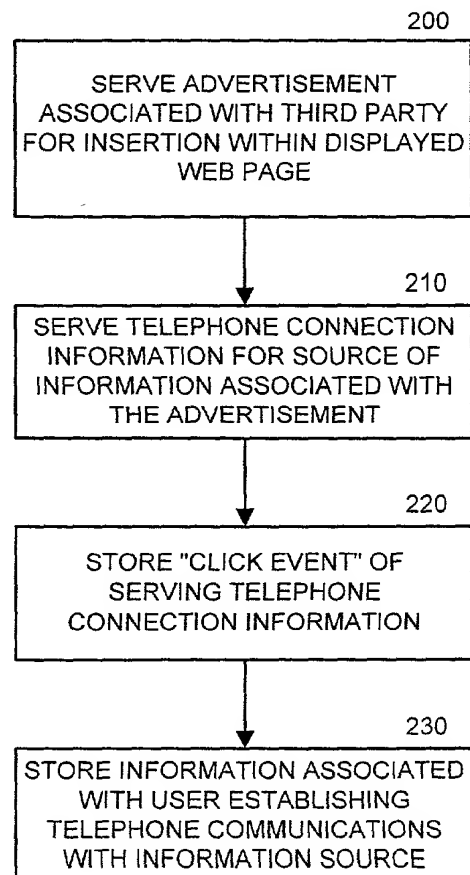 200
SERVE ADVERTISEMENT
ASSOCIATED WITH THIRD PARTY
FOR INSERTION WITHIN DISPLAYED
WEB PAGE
210
SERVE TELEPHONE CONNECTION
INFORMATION FOR SOURCE OF
INFORMATION ASSOCIATED WITH
THE ADVERTISEMENT
220
STORE "CLICK EVENT" OF
SERVING TELEPHONE
CONNECTION INFORMATION
230
STORE INFORMATION ASSOCIATED
WITH USER ESTABLISHING
TELEPHONE COMMUNICATIONS
WITH INFORMATION SOURCE